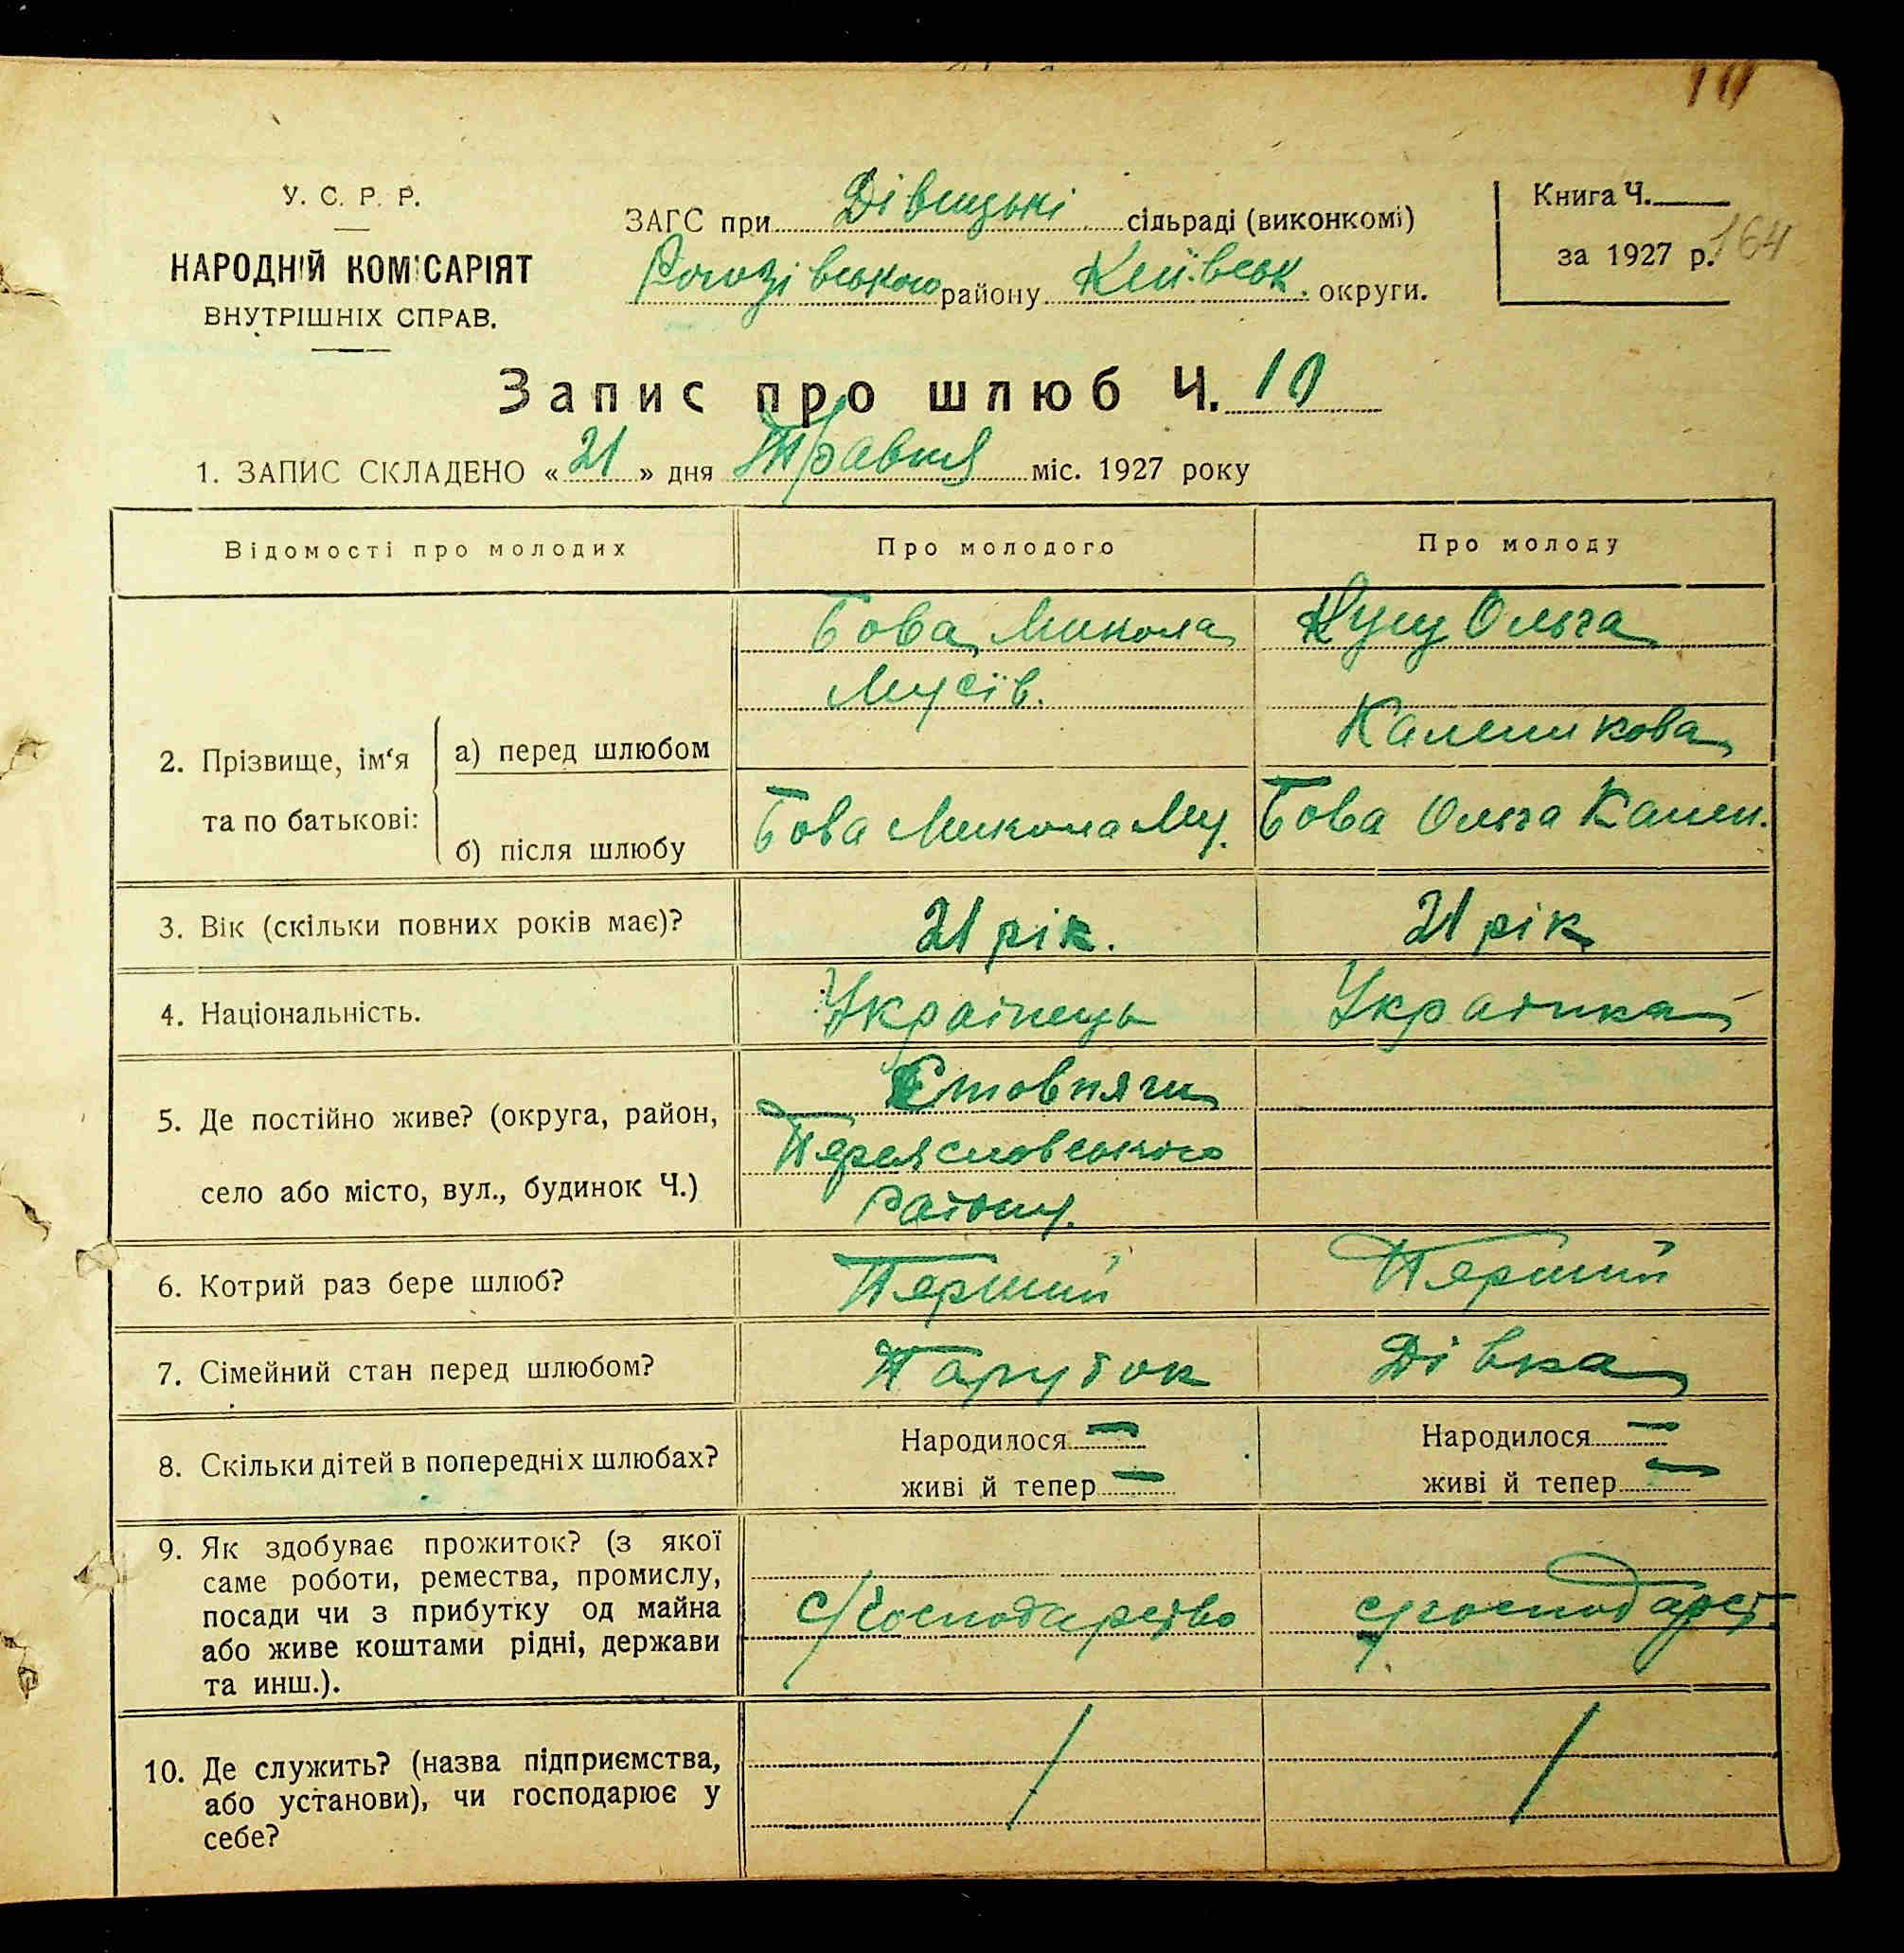 У. С. Р. Р.
НАРОДНІЙ КОМІСАРІЯТ
ВНУТРІШНІХ СПРАВ.
ЗАГС при Дівицькі сільраді (виконкомі)
Рогозівського району Київськ. округи.
Книга Ч.
за 1927 р.
164
Запис про шлюб Ч. 10
1. ЗАПИС СКЛАДЕНО «21» дня Травня міс. 1927 року
Відомості про молодих
Про молодого
Про молоду
2. Прізвище, ім‘я та по батькові:
а) перед шлюбом
Бова Микола
Мусїв.
Ольга
Каленикова
б) після шлюбу
Бова Микола Му.
Бова Ольга Кален.
3. Вік (скільки повних років має)?
21 рік.
21 рік
4. Національність.
Українець
Українка
5. Де постійно живе? (округа, район,
село або місто, вул., будинок Ч.)
Стовпяги
Переясловського
району.
6. Котрий раз бере шлюб?
Перший
Перший
7. Сімейний стан перед шлюбом?
Парубок
Дівка
8. Скільки дітей в попередніх шлюбах?
Народилося —
живі й тепер —
Народилося —
живі й тепер —
9. Як здобуває прожиток? (з якої
саме роботи, ремества, промислу,
посади чи з прибутку од майна
або живе коштами рідні, держави
та инш.).
с/господарство
с/господарст.
10. Де служить? (назва підприємства,
або установи), чи господарює у
себе?
/
/